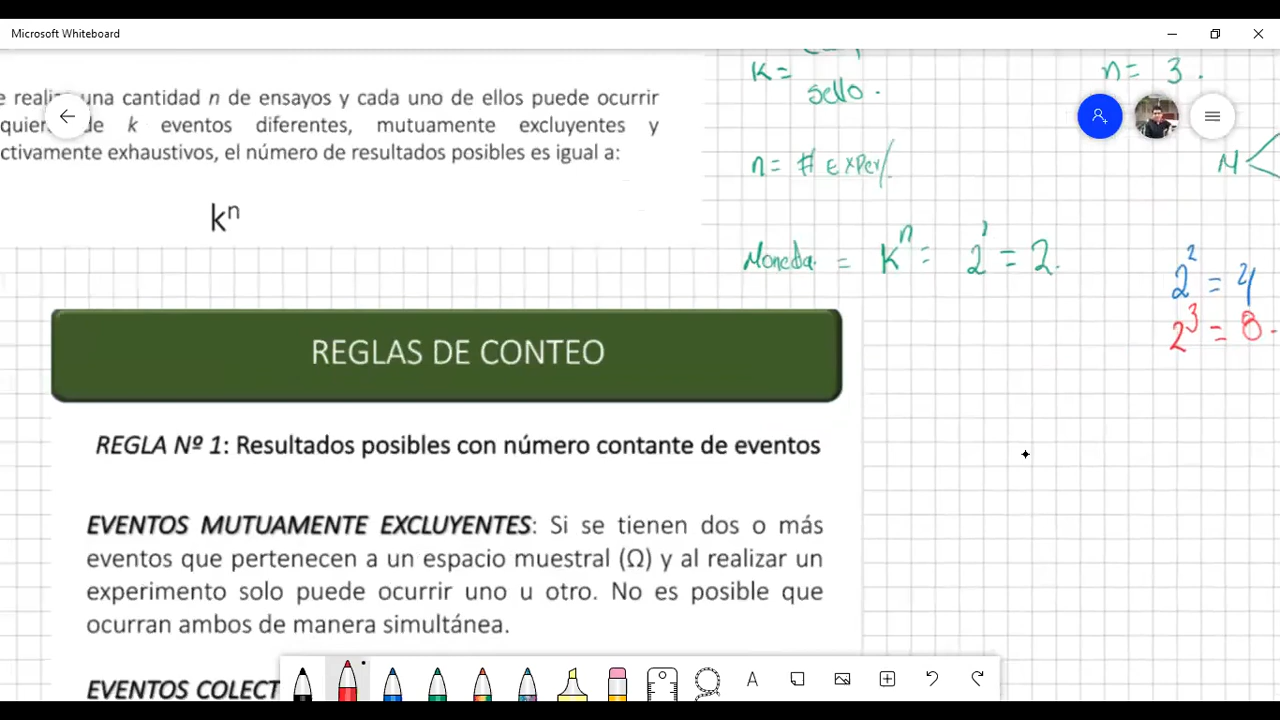 Microsoft Whiteboard
e realiz una cantidad n de ensayos y cada uno de ellos puede ocurrir
quier de k eventos diferentes, mutuamente excluyentes y
ctivamente exhaustivos, el número de resultados posibles es igual a:
kⁿ
K =
sello.
n = # Exper/
Moneda. = Kⁿ = 2¹ = 2.
n = 3.
M
2² = 4
2³ = 8.
REGLAS DE CONTEO
REGLA Nº 1: Resultados posibles con número contante de eventos
EVENTOS MUTUAMENTE EXCLUYENTES: Si se tienen dos o más
eventos que pertenecen a un espacio muestral (Ω) y al realizar un
experimento solo puede ocurrir uno u otro. No es posible que
ocurran ambos de manera simultánea.
EVENTOS COLECT